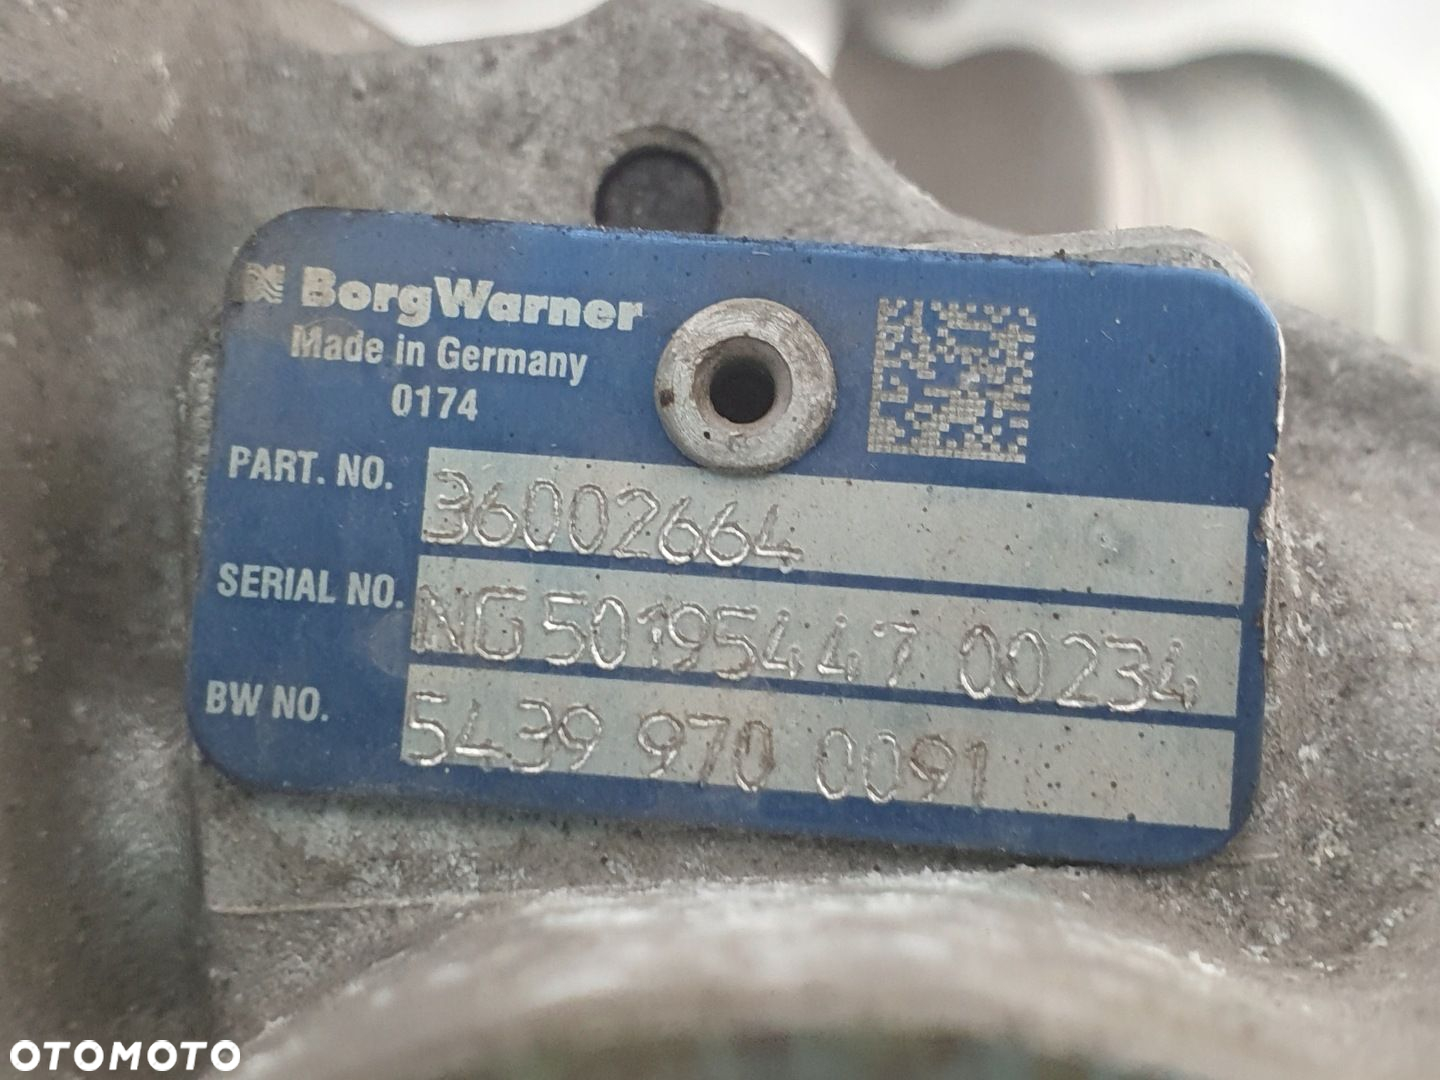 BorgWarner
Made in Germany
0174
PART. NO. 36002664
SERIAL NO. NG50195447 00234
BW NO. 5439 970 0091
OTOMOTO